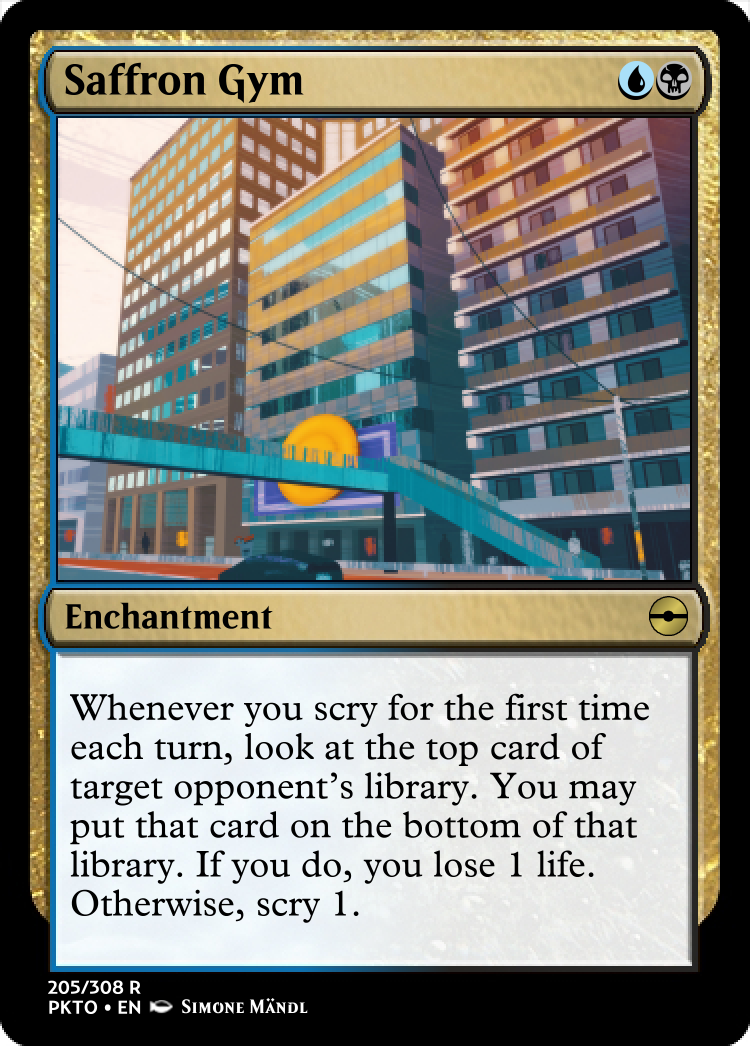 Saffron Gym
Enchantment
Whenever you scry for the first time
each turn, look at the top card of
target opponent's library. You may
put that card on the bottom of that
library. If you do, you lose 1 life.
Otherwise, scry 1.
205/308 R
PKTO • EN Simone Mändl